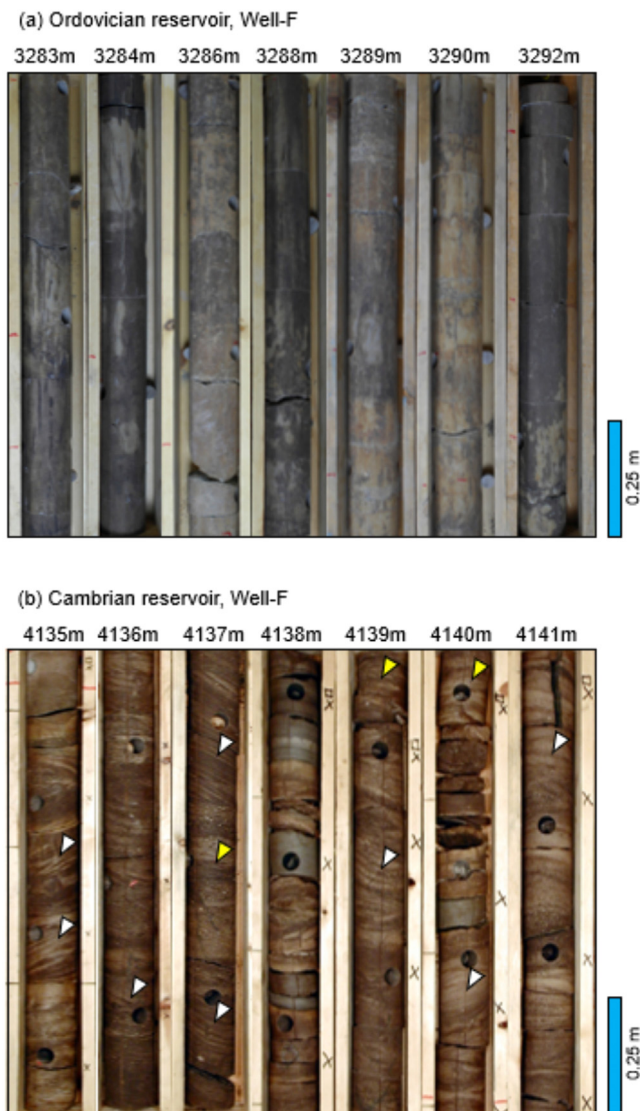 (a) Ordovician reservoir, Well-F
3283m 3284m 3286m 3288m 3289m 3290m 3292m
0.25 m
(b) Cambrian reservoir, Well-F
4135m 4136m 4137m 4138m 4139m 4140m 4141m
0.25 m